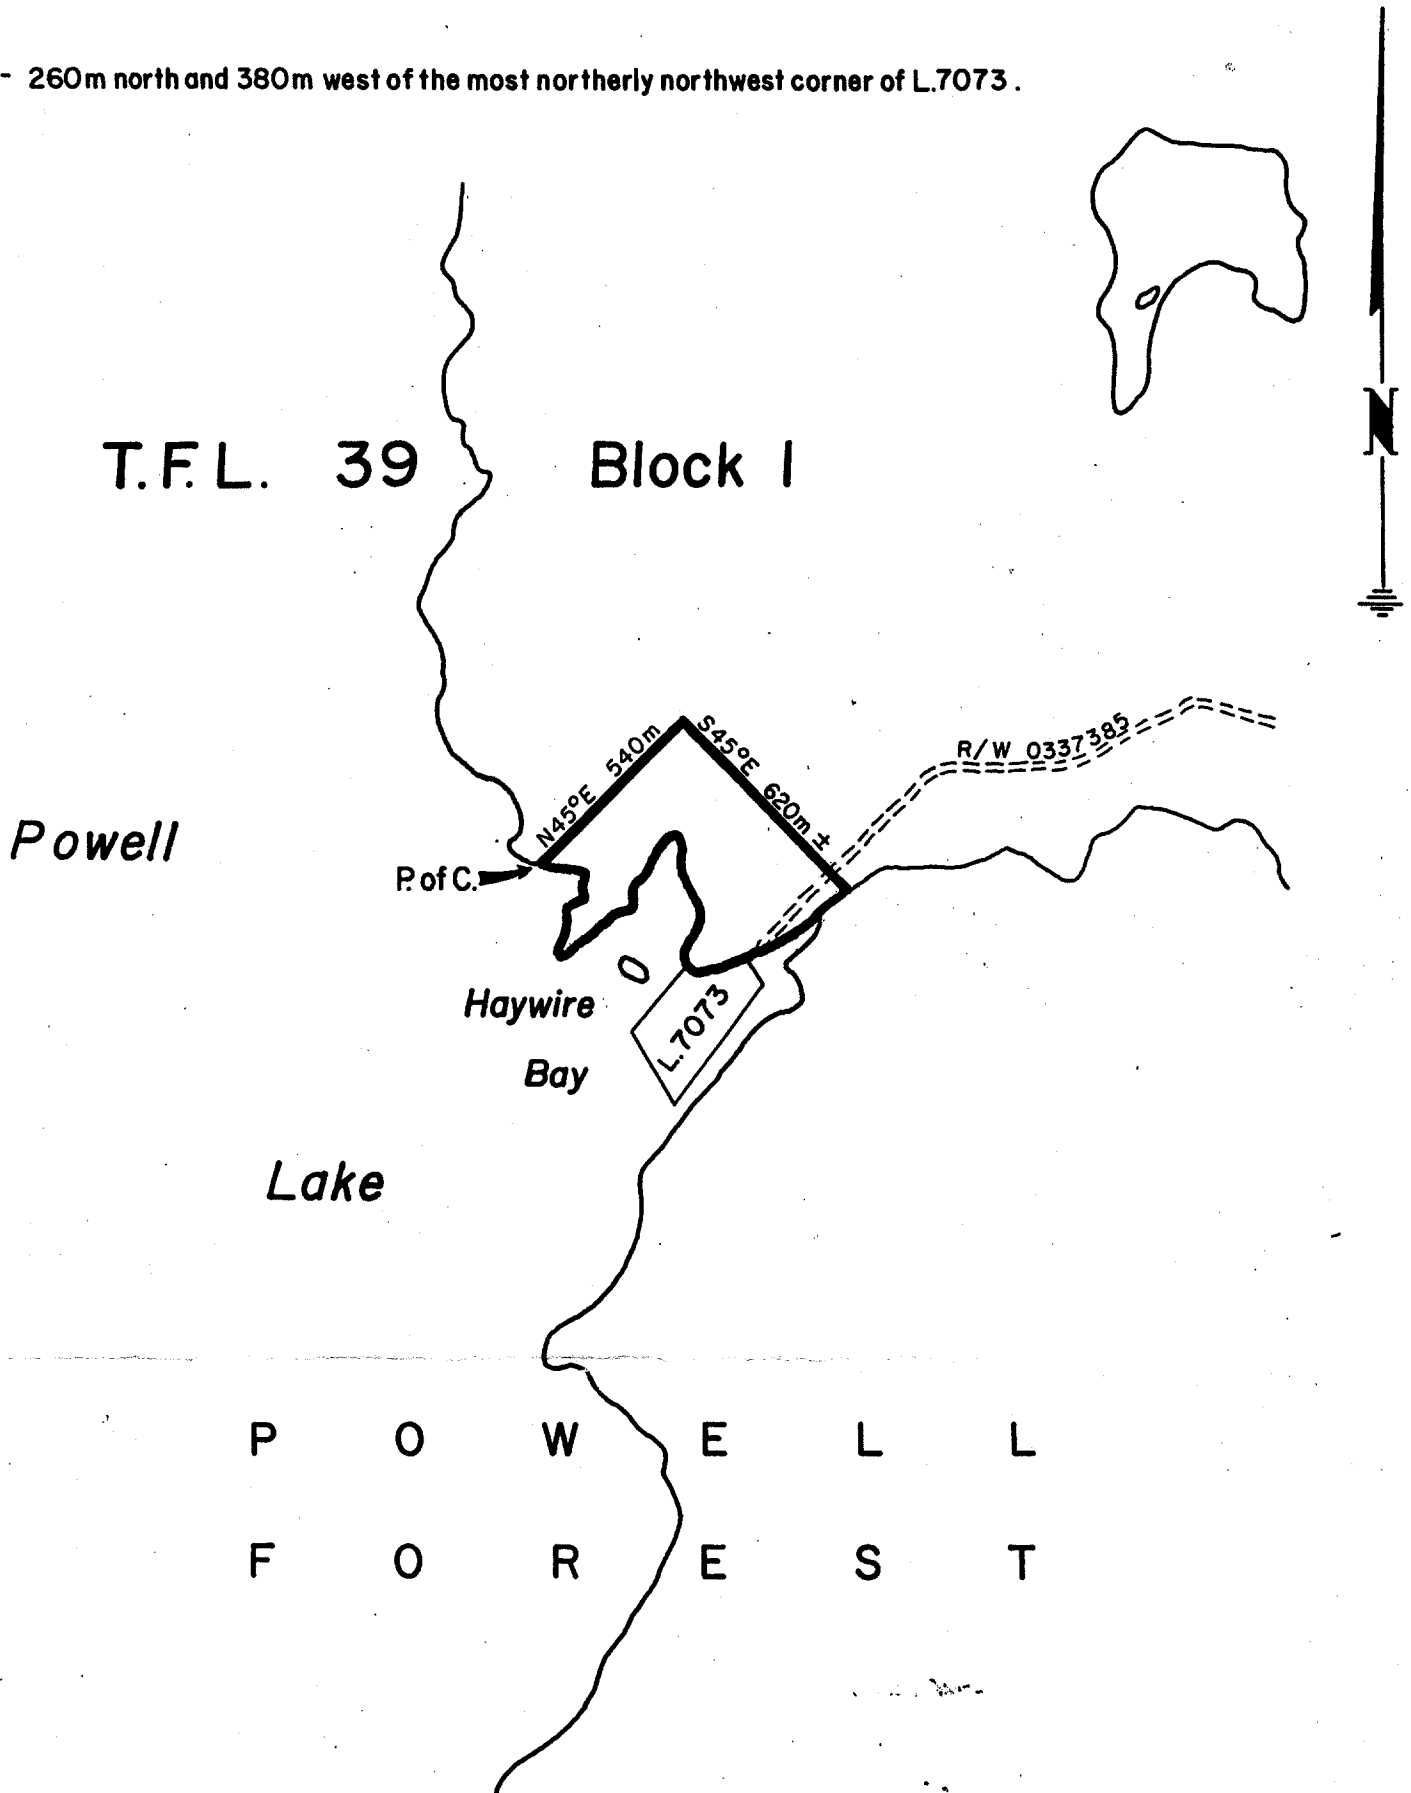 - 260m north and 380m west of the most northerly northwest corner of L.7073.
T.F.L. 39 Block 1
N
R/W 0337385
N45°E 540m
S45°E 620m ±
Powell
P. of C.
Haywire
Bay
L.7073
Lake
P O W E L L
F O R E S T